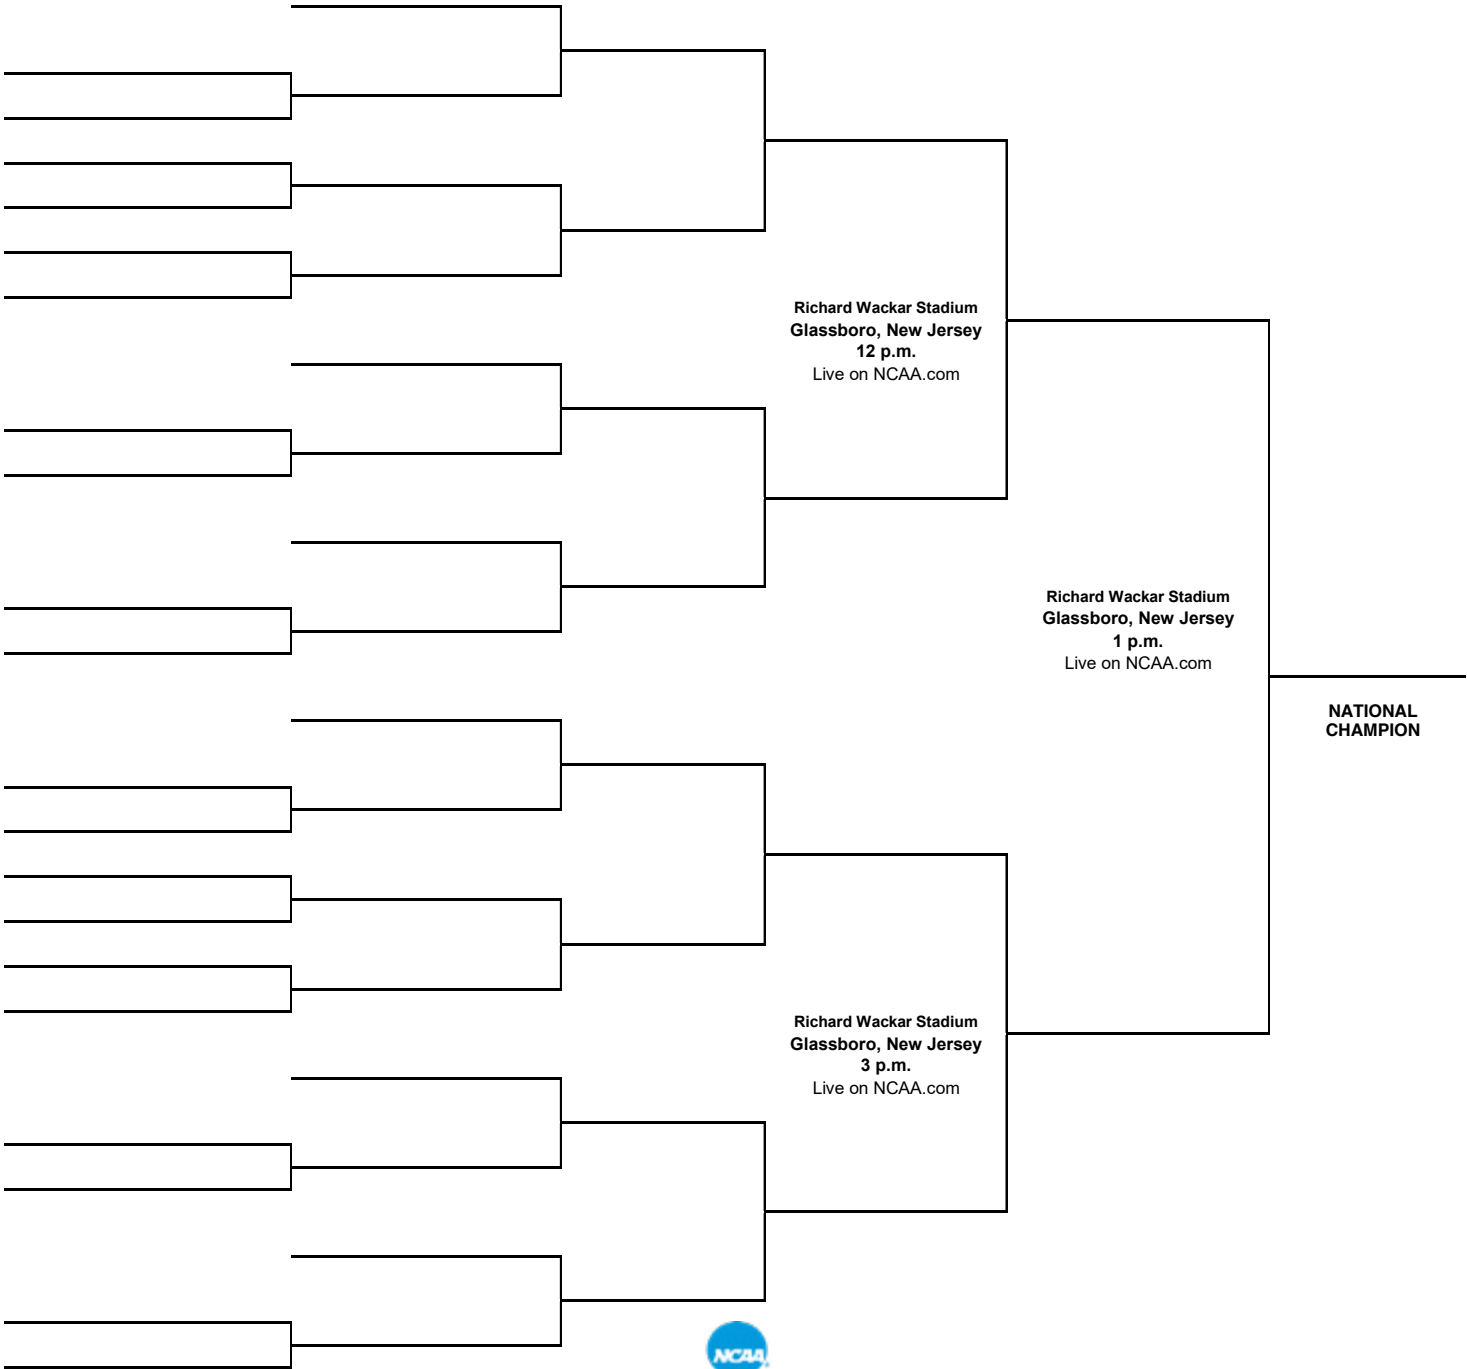 Richard Wackar Stadium
Glassboro, New Jersey
12 p.m.
Live on NCAA.com
Richard Wackar Stadium
Glassboro, New Jersey
1 p.m.
Live on NCAA.com
NATIONAL
CHAMPION
Richard Wackar Stadium
Glassboro, New Jersey
3 p.m.
Live on NCAA.com
NCAA